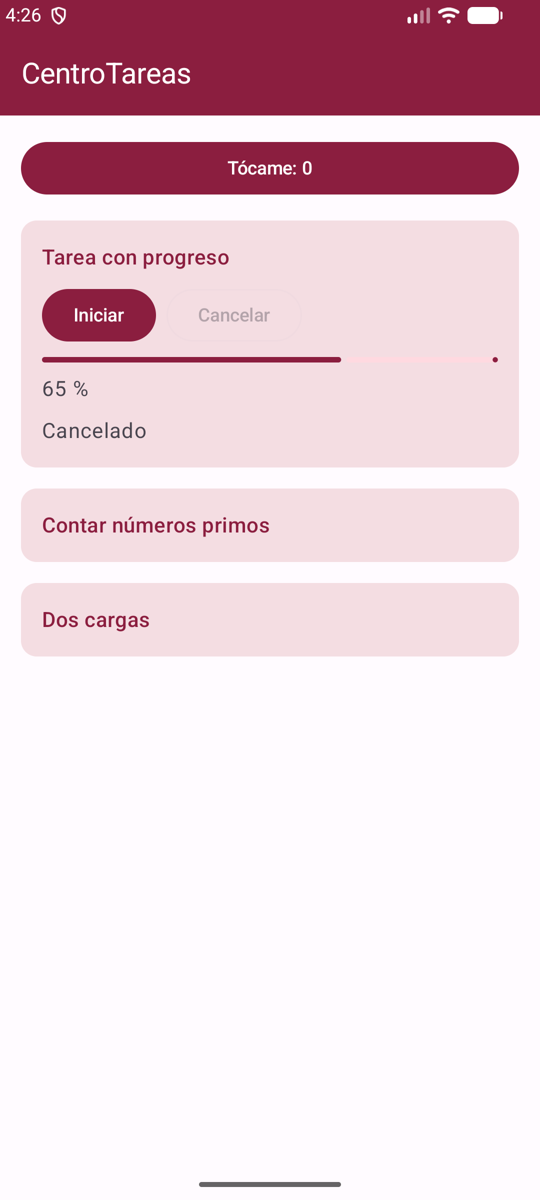 4:26
CentroTareas
Tócame: 0
Tarea con progreso
Iniciar Cancelar
65 %
Cancelado
Contar números primos
Dos cargas